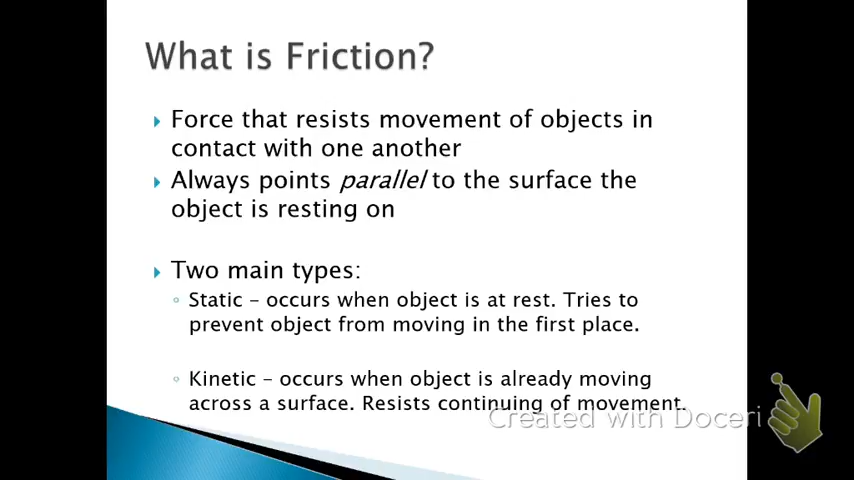 What is Friction?
Force that resists movement of objects in
contact with one another
Always points parallel to the surface the
object is resting on
Two main types:
Static – occurs when object is at rest. Tries to
prevent object from moving in the first place.
Kinetic – occurs when object is already moving
across a surface. Resists continuing of movement.
Created with Doceri